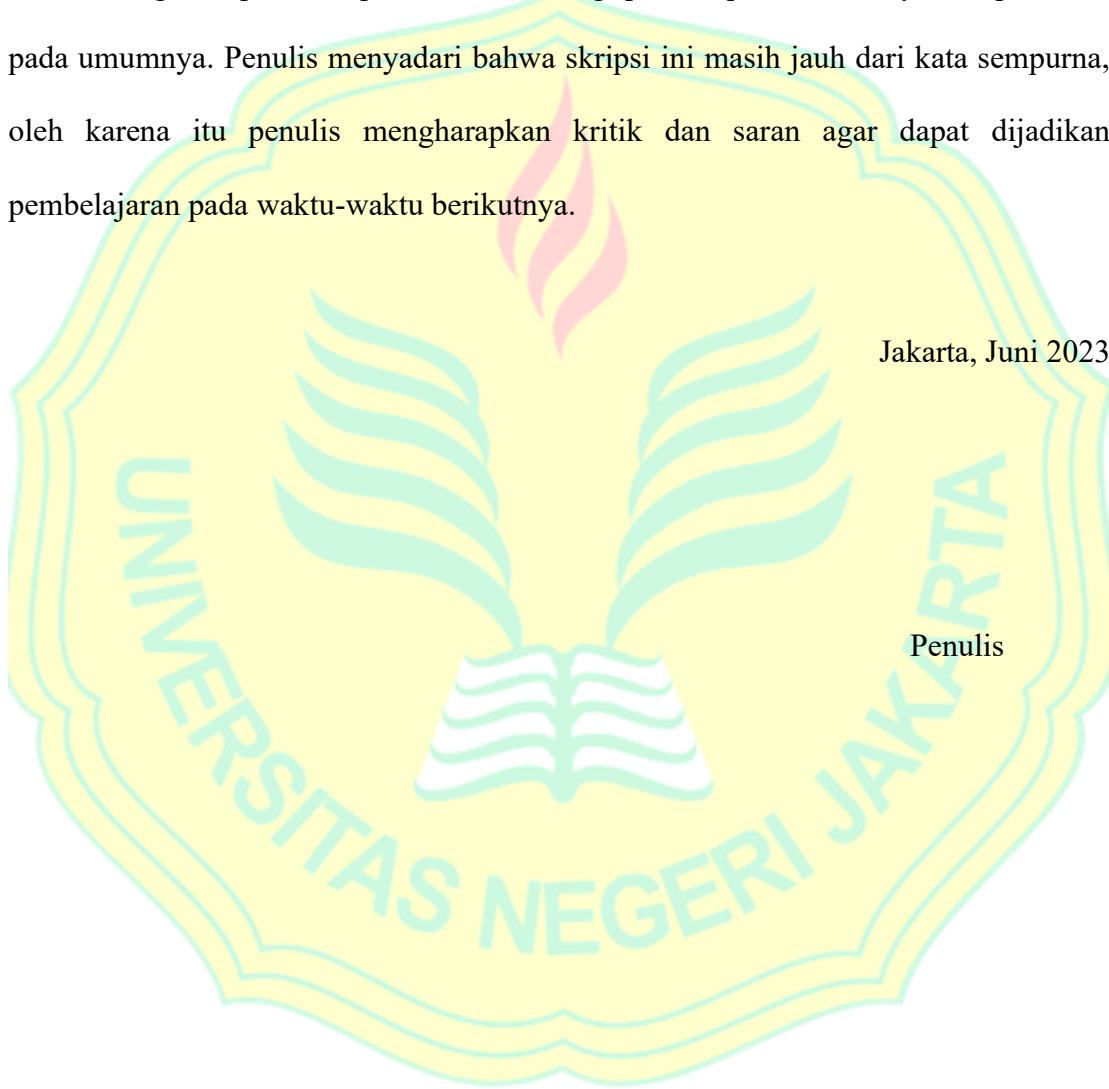 pada umumnya. Penulis menyadari bahwa skripsi ini masih jauh dari kata sempurna,
oleh karena itu penulis mengharapkan kritik dan saran agar dapat dijadikan
pembelajaran pada waktu-waktu berikutnya.
Jakarta, Juni 2023
Penulis
UNIVERSITAS NEGERI JAKARTA